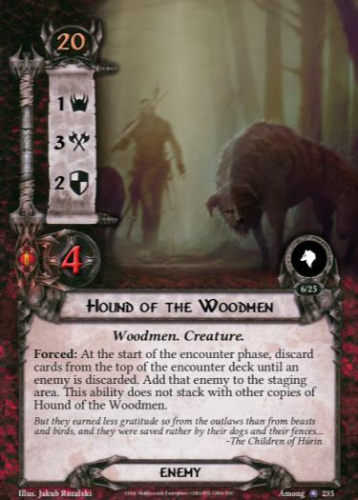 20
1
3
2
4
6/25
HOUND OF THE WOODMEN
Woodmen. Creature.
Forced: At the start of the encounter phase, discard
cards from the top of the encounter deck until an
enemy is discarded. Add that enemy to the staging
area. This ability does not stack with other copies of
Hound of the Woodmen.
But they earned less gratitude so from the outlaws than from beasts
and birds, and they were saved rather by their dogs and their fences...
-The Children of Húrin
ENEMY
Illus. Jakub Rozalski
Among 235